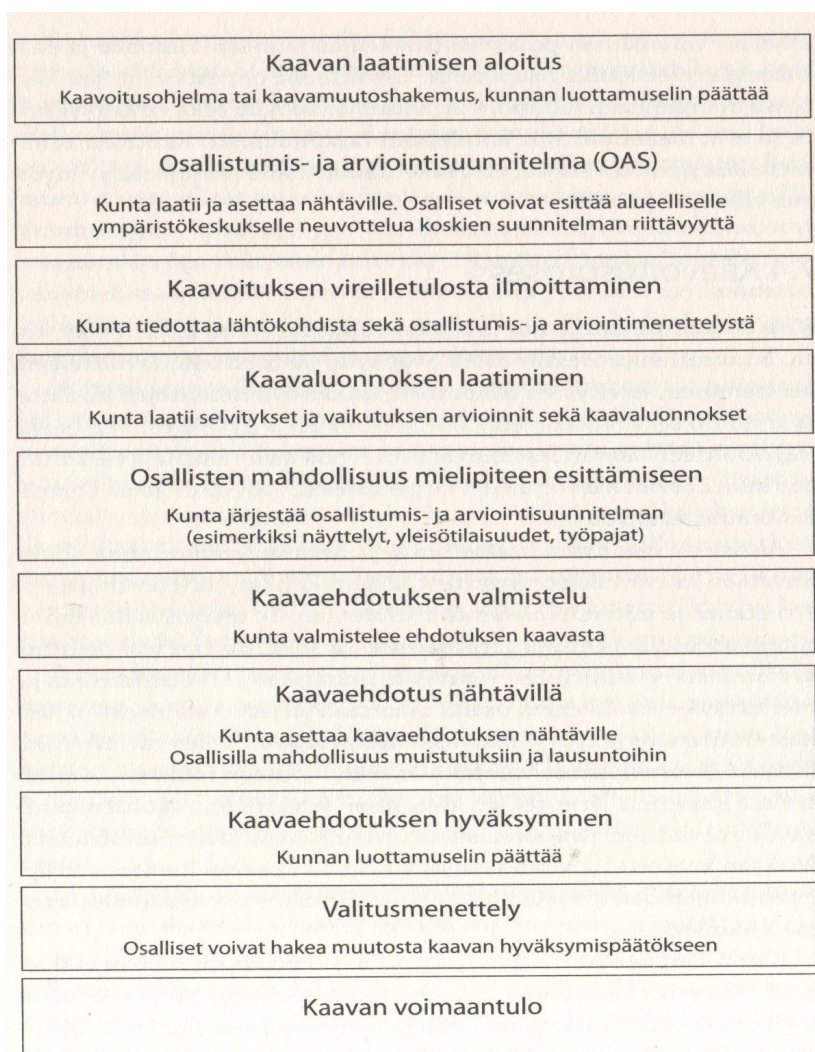 Kaavan laatimisen aloitus
Kaavoitusohjelma tai kaavamuutoshakemus, kunnan luottamuselin päättää
Osallistumis- ja arviointisuunnitelma (OAS)
Kunta laatii ja asettaa nähtäville. Osalliset voivat esittää alueelliselle
ympäristökeskukselle neuvottelua koskien suunnitelman riittävyyttä
Kaavoituksen vireilletulosta ilmoittaminen
Kunta tiedottaa lähtökohdista sekä osallistumis- ja arviointimenettelystä
Kaavaluonnoksen laatiminen
Kunta laatii selvitykset ja vaikutuksen arvioinnit sekä kaavaluonnokset
Osallisten mahdollisuus mielipiteen esittämiseen
Kunta järjestää osallistumis- ja arviointisuunnitelman
(esimerkiksi näyttelyt, yleisötilaisuudet, työpajat)
Kaavaehdotuksen valmistelu
Kunta valmistelee ehdotuksen kaavasta
Kaavaehdotus nähtävillä
Kunta asettaa kaavaehdotuksen nähtäville
Osallisilla mahdollisuus muistutuksiin ja lausuntoihin
Kaavaehdotuksen hyväksyminen
Kunnan luottamuselin päättää
Valitusmenettely
Osalliset voivat hakea muutosta kaavan hyväksymispäätökseen
Kaavan voimaantulo